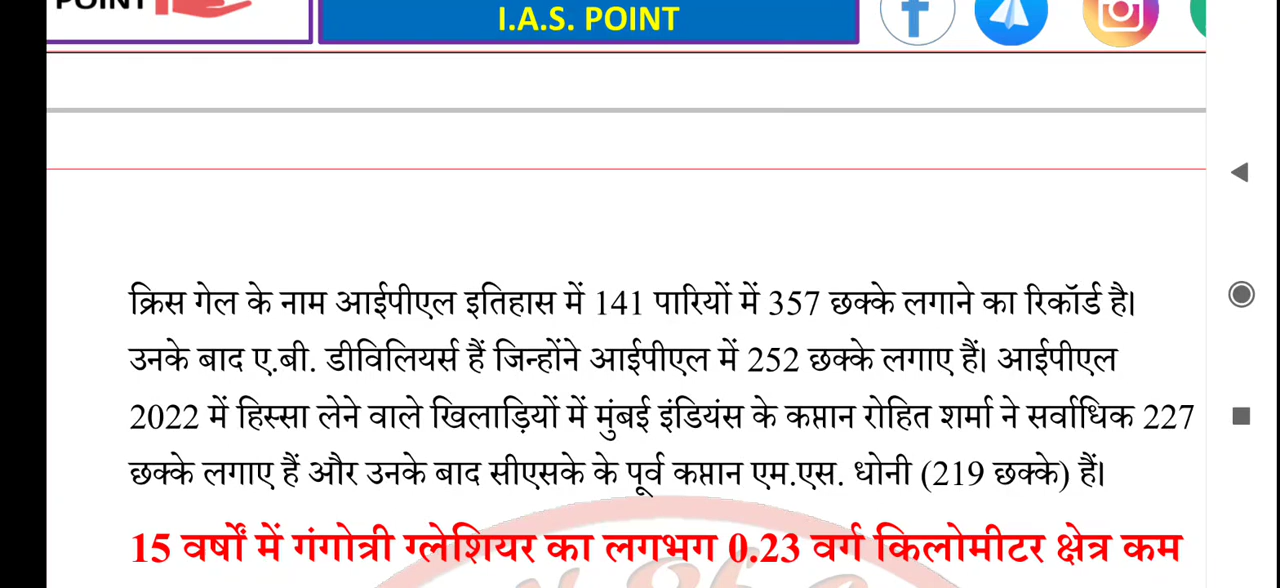 POINT
I.A.S. POINT
क्रिस गेल के नाम आईपीएल इतिहास में 141 पारियों में 357 छक्के लगाने का रिकॉर्ड है।
उनके बाद ए.बी. डीविलियर्स हैं जिन्होंने आईपीएल में 252 छक्के लगाए हैं। आईपीएल
2022 में हिस्सा लेने वाले खिलाड़ियों में मुंबई इंडियंस के कप्तान रोहित शर्मा ने सर्वाधिक 227
छक्के लगाए हैं और उनके बाद सीएसके के पूर्व कप्तान एम.एस. धोनी (219 छक्के) हैं।
15 वर्षों में गंगोत्री ग्लेशियर का लगभग 0.23 वर्ग किलोमीटर क्षेत्र कम